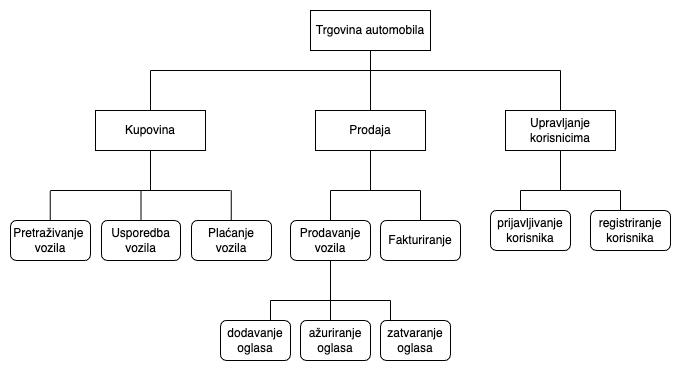 Trgovina automobila
Kupovina
Prodaja
Upravljanje
korisnicima
Pretraživanje
vozila
Usporedba
vozila
Plaćanje
vozila
Prodavanje
vozila
Fakturiranje
prijavljivanje
korisnika
registriranje
korisnika
dodavanje
oglasa
ažuriranje
oglasa
zatvaranje
oglasa